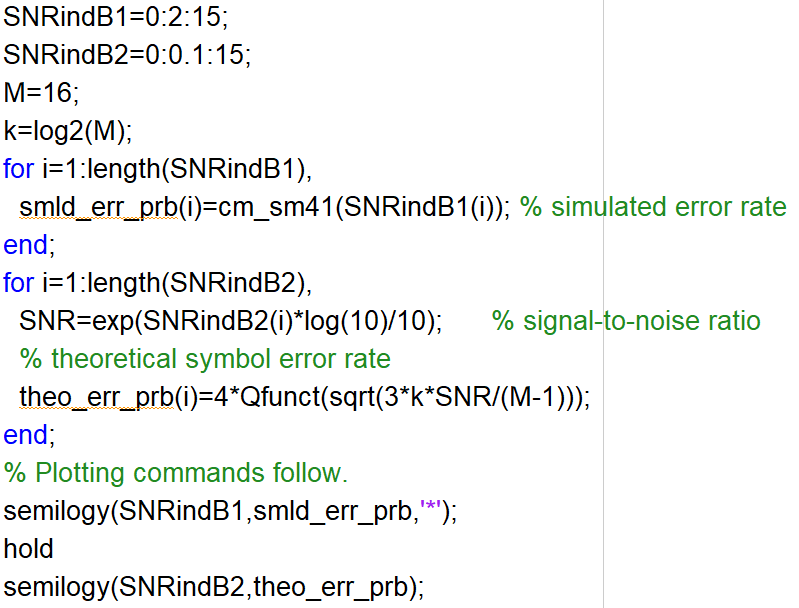 SNRindB1=0:2:15;
SNRindB2=0:0.1:15;
M=16;
k=log2(M);
for i=1:length(SNRindB1),
smld_err_prb(i)=cm_sm41(SNRindB1(i)); % simulated error rate
end;
for i=1:length(SNRindB2),
SNR=exp(SNRindB2(i)*log(10)/10); % signal-to-noise ratio
% theoretical symbol error rate
theo_err_prb(i)=4*Qfunct(sqrt(3*k*SNR/(M-1)));
end;
% Plotting commands follow.
semilogy(SNRindB1,smld_err_prb,'*');
hold
semilogy(SNRindB2,theo_err_prb);